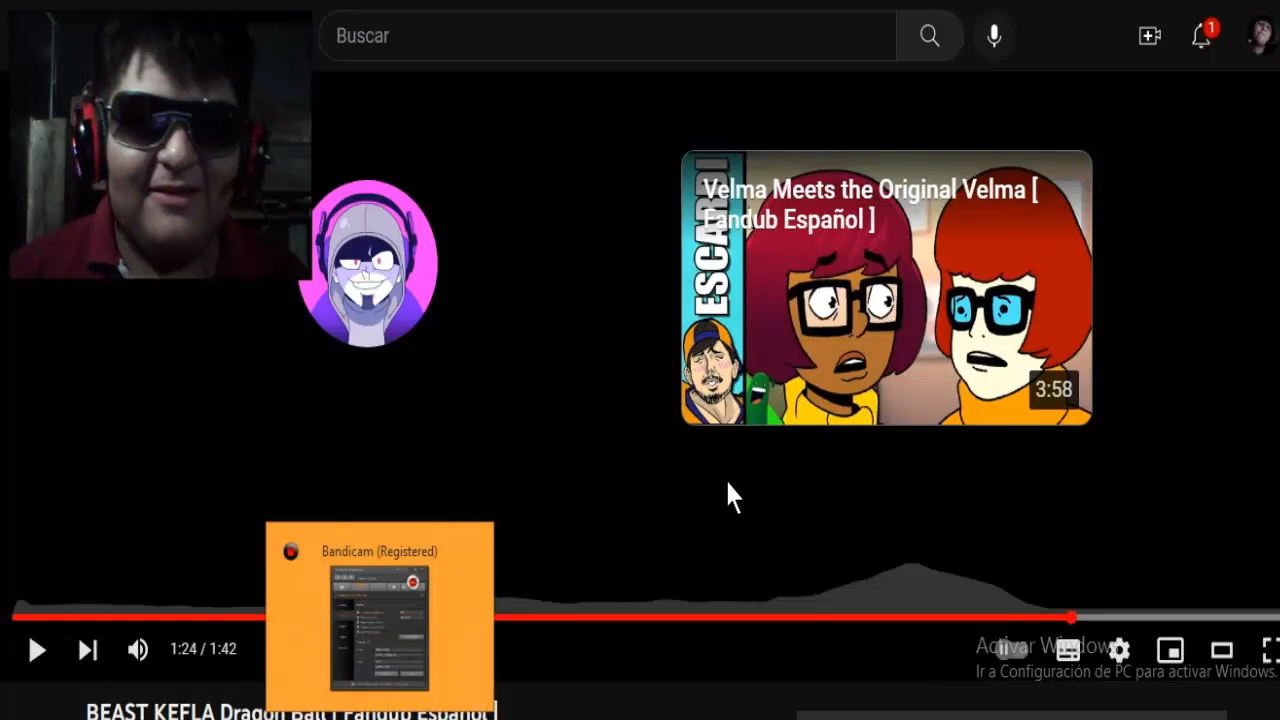 Buscar
1
Velma Meets the Original Velma [
Fandub Español ]
ESCARBI
3:58
Bandicam (Registered)
1:24 / 1:42
Activar Windows
Ir a Configuración de PC para activar Windows.
BEAST KEFLA Dragon Ball [ Fandub Español ]